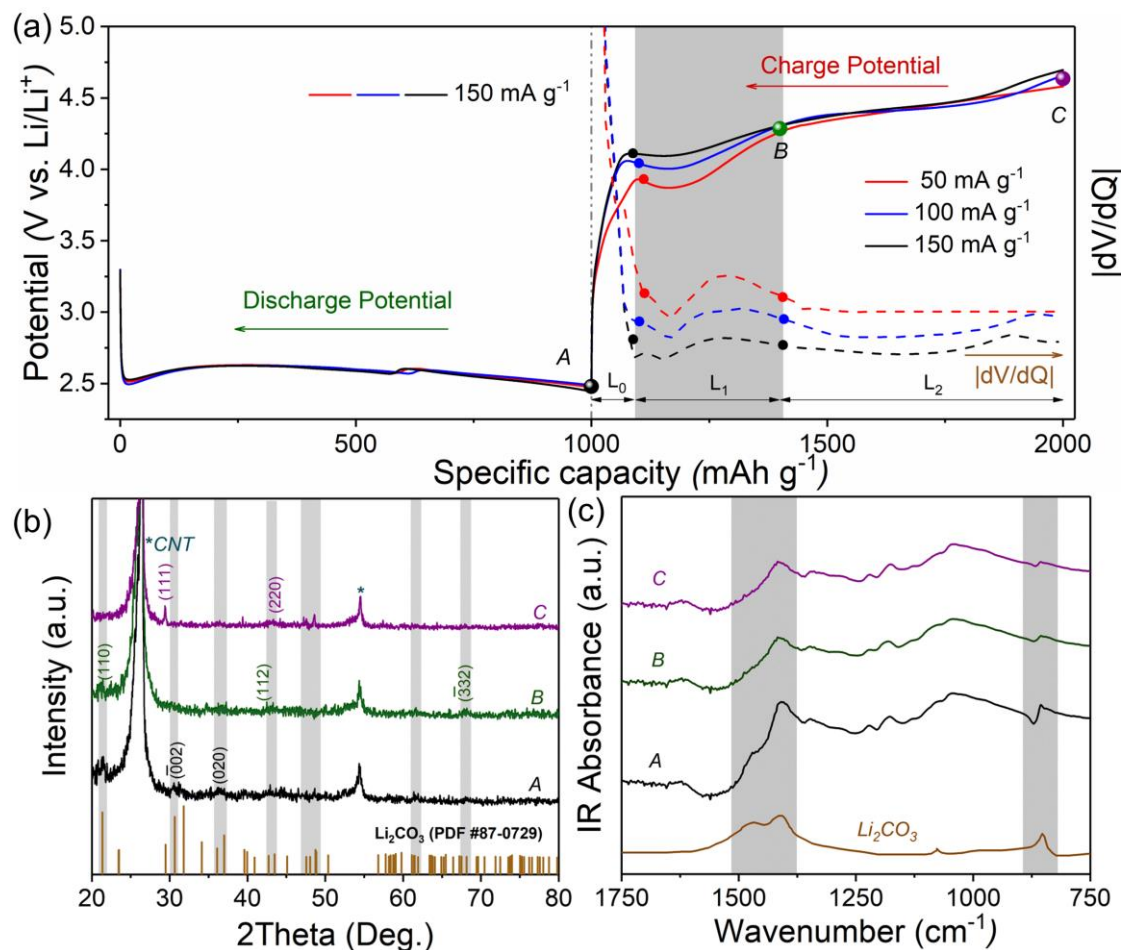 (a)
5.0
4.5
4.0
3.5
3.0
2.5
Potential (V vs. Li/Li⁺)
150 mA g⁻¹
Charge Potential
C
B
50 mA g⁻¹
100 mA g⁻¹
150 mA g⁻¹
|dV/dQ|
Discharge Potential
A
|dV/dQ|
L₀
L₁
L₂
0 500 1000 1500 2000
Specific capacity (mAh g⁻¹)
(b)
*CNT
(111)
(220)
*
C
(110)
(112)
(3̅32)
B
(0̅02)
(020)
A
Li₂CO₃ (PDF #87-0729)
Intensity (a.u.)
20 30 40 50 60 70 80
2Theta (Deg.)
(c)
C
B
A
Li₂CO₃
IR Absorbance (a.u.)
1750 1500 1250 1000 750
Wavenumber (cm⁻¹)